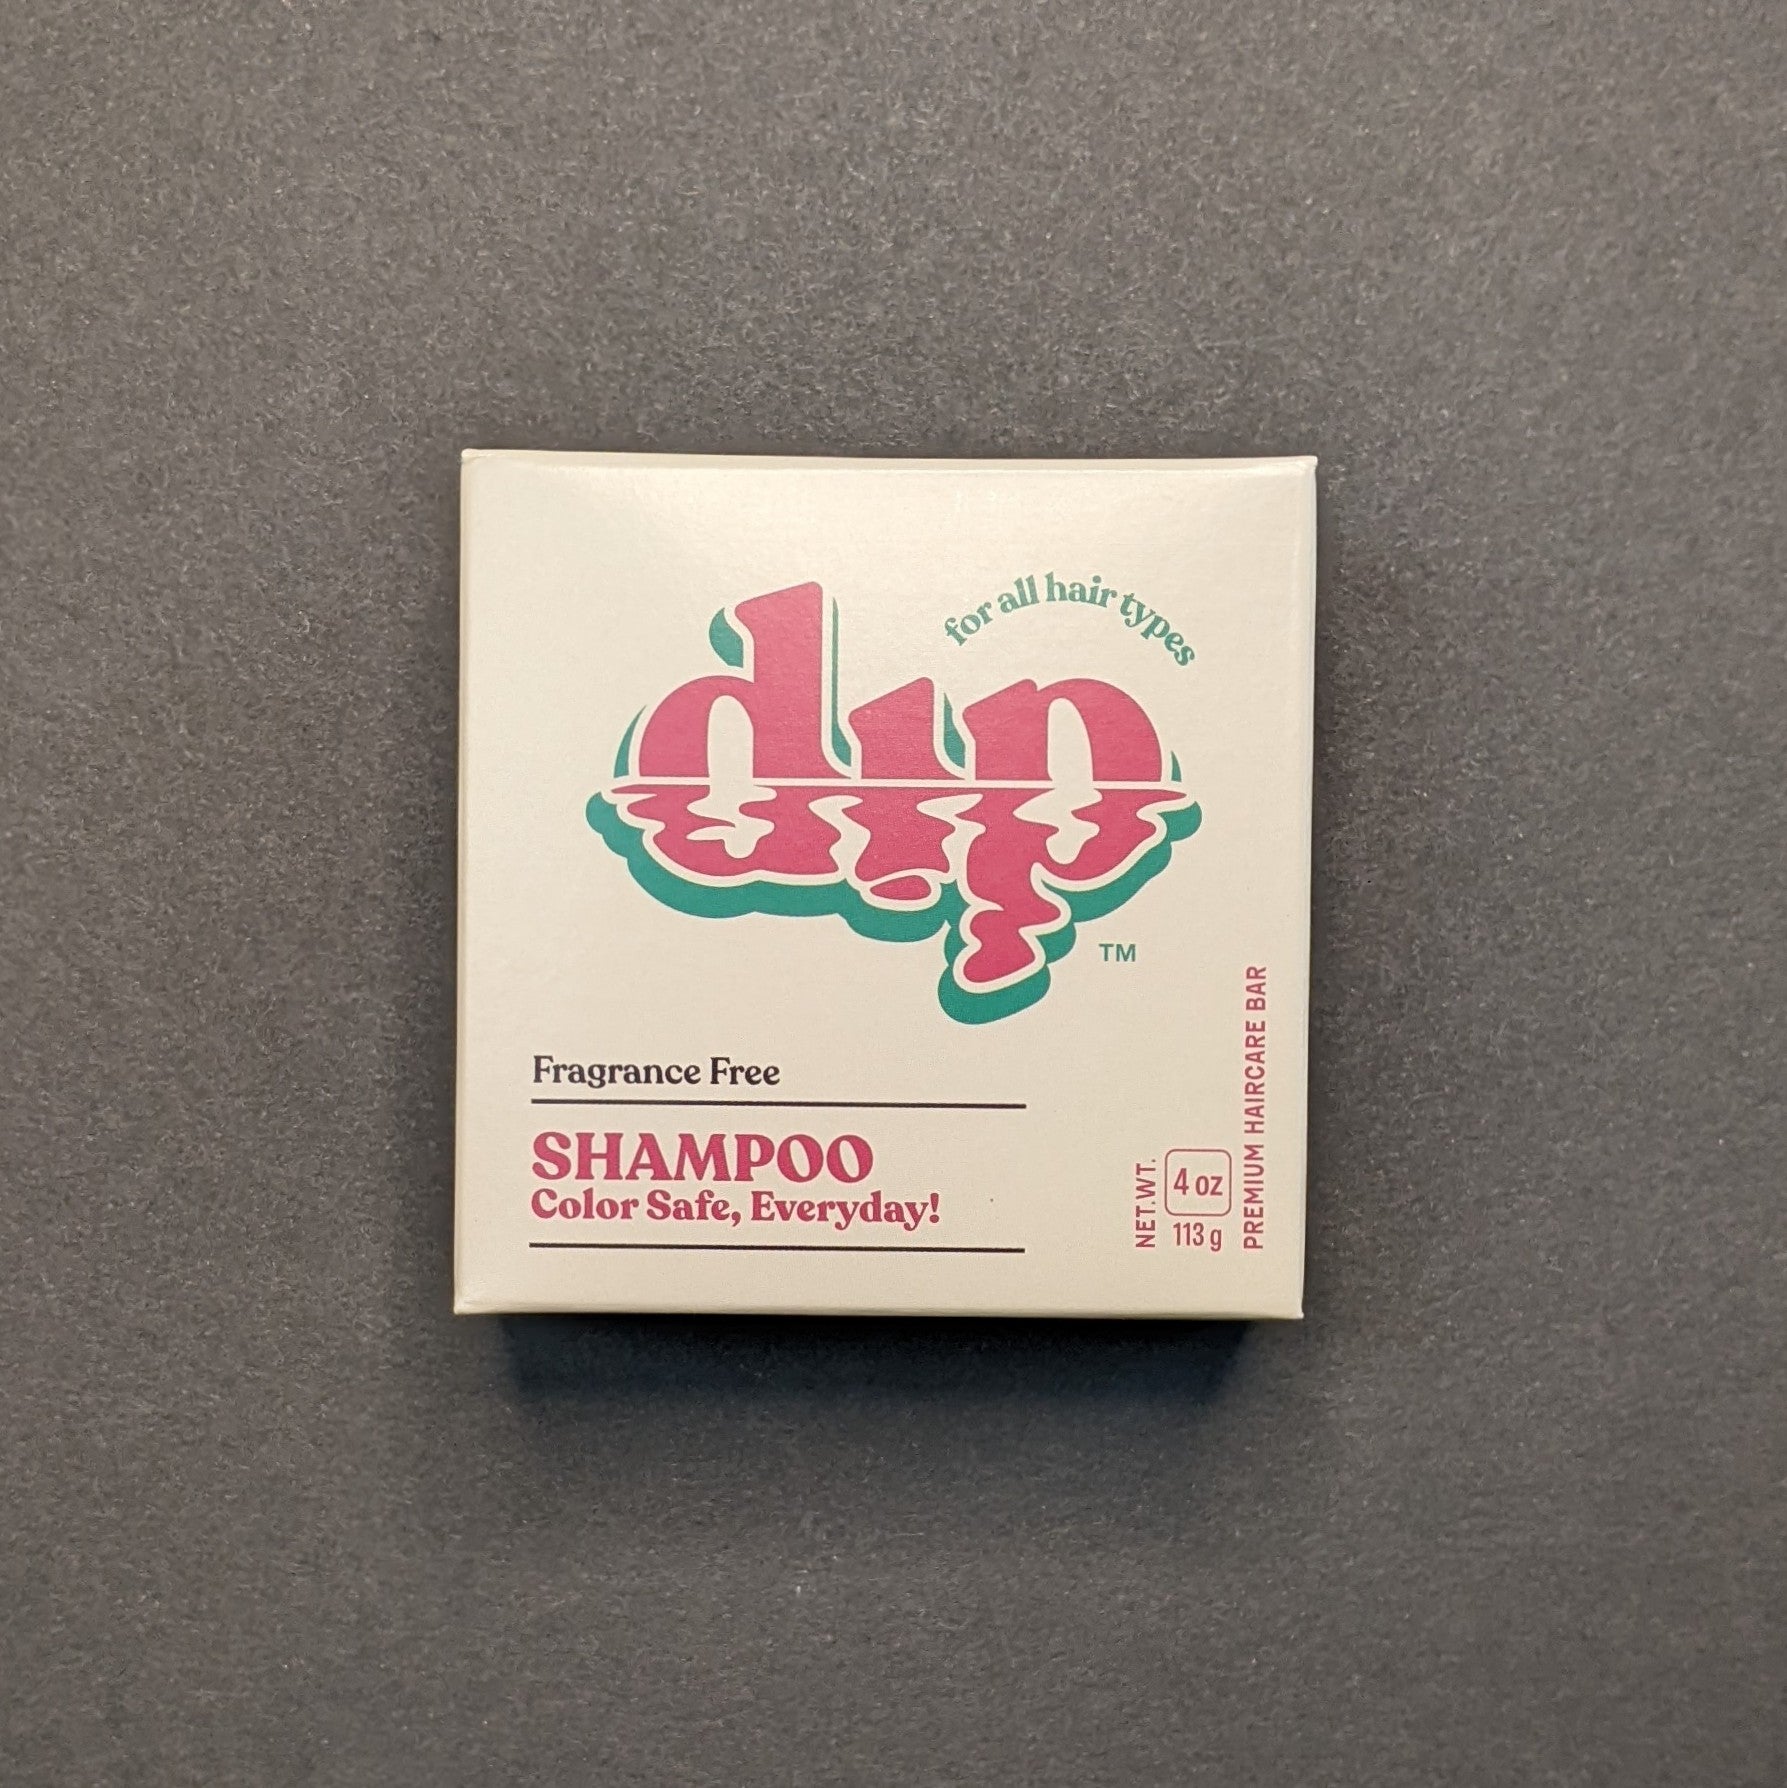 for all hair types
dip
TM
Fragrance Free
SHAMPOO
Color Safe, Everyday!
NET.WT.
4 oz
113 g
PREMIUM HAIRCARE BAR